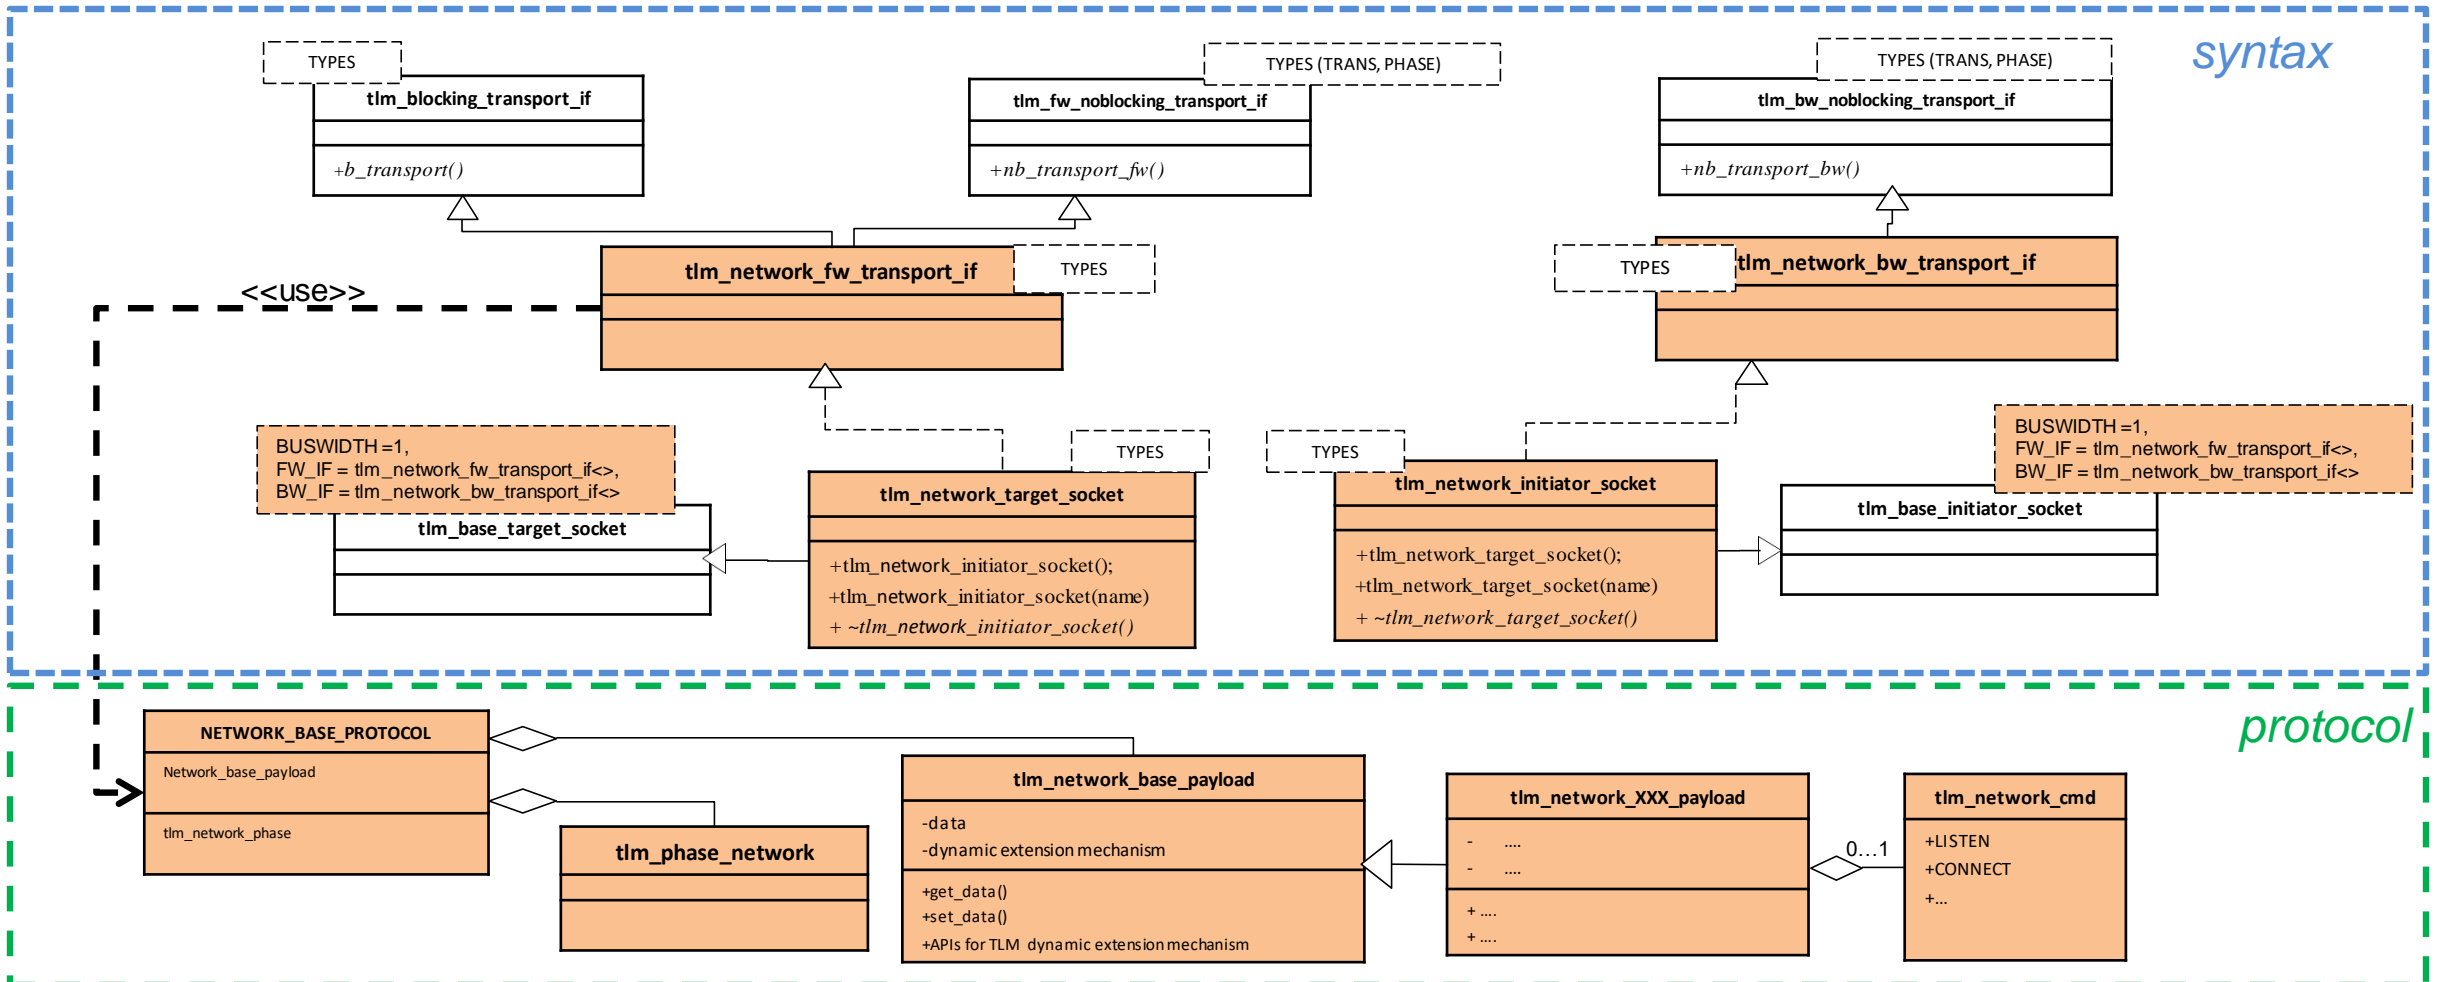 syntax
TYPES
tlm_blocking_transport_if
+b_transport()
TYPES (TRANS, PHASE)
tlm_fw_noblocking_transport_if
+nb_transport_fw()
TYPES (TRANS, PHASE)
tlm_bw_noblocking_transport_if
+nb_transport_bw()
<<use>>
tlm_network_fw_transport_if
TYPES
TYPES
tlm_network_bw_transport_if
BUSWIDTH =1,
FW_IF = tlm_network_fw_transport_if<>,
BW_IF = tlm_network_bw_transport_if<>
tlm_base_target_socket
TYPES
tlm_network_target_socket
+tlm_network_initiator_socket();
+tlm_network_initiator_socket(name)
+ ~tlm_network_initiator_socket()
TYPES
tlm_network_initiator_socket
+tlm_network_target_socket();
+tlm_network_target_socket(name)
+ ~tlm_network_target_socket()
BUSWIDTH =1,
FW_IF = tlm_network_fw_transport_if<>,
BW_IF = tlm_network_bw_transport_if<>
tlm_base_initiator_socket
protocol
NETWORK_BASE_PROTOCOL
Network_base_payload
tlm_network_phase
tlm_phase_network
tlm_network_base_payload
-data
-dynamic extension mechanism
+get_data()
+set_data()
+APIs for TLM dynamic extension mechanism
tlm_network_XXX_payload
- ....
- ....
+ ....
+ ....
0...1
tlm_network_cmd
+LISTEN
+CONNECT
+...